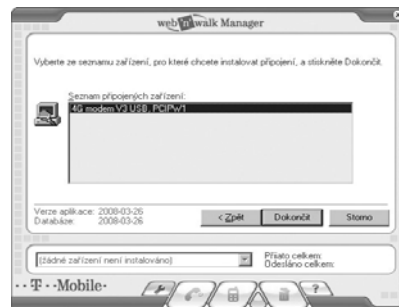 web'n'walk Manager
Vyberte ze seznamu zařízení, pro které chcete instalovat připojení, a stiskněte Dokončit.
Seznam připojených zařízení:
4G modem V3 USB, PCIPW1
Verze aplikace: 2008-03-26
Databáze: 2008-03-26
< Zpět
Dokončit
Storno
(žádné zařízení není instalováno)
Přijato celkem:
Odesláno celkem:
··T··Mobile·
?